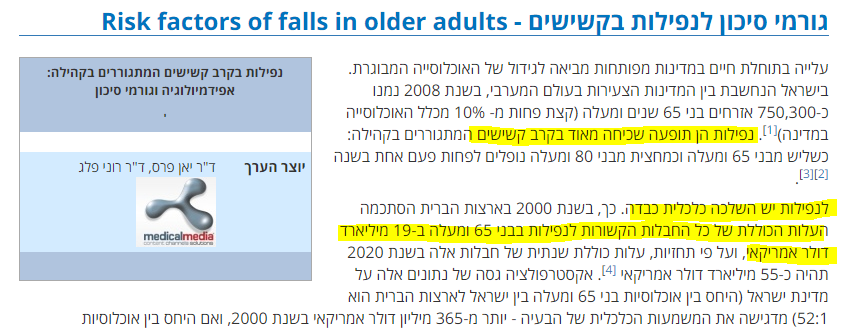 גורמי סיכון לנפילות בקשישים - Risk factors of falls in older adults
נפילות בקרב קשישים המתגוררים בקהילה:
אפידמיולוגיה וגורמי סיכון
יוצר הערך
ד"ר יאן פרס, ד"ר רוני פלג
medicalmedia
content channels solutions
עלייה בתוחלת חיים במדינות מפותחות מביאה לגידול של האוכלוסייה המבוגרת.
בישראל הנחשבת בין המדינות הצעירות בעולם המערבי, בשנת 2008 נמנו
כ-750,300 אזרחים בני 65 שנים ומעלה (קצת פחות מ- 10% מכלל האוכלוסייה
במדינה)[1]. נפילות הן תופעה שכיחה מאוד בקרב קשישים המתגוררים בקהילה:
כשליש מבני 65 ומעלה וכמחצית מבני 80 ומעלה נופלים לפחות פעם אחת בשנה
[2][3].
לנפילות יש השלכה כלכלית כבדה. כך, בשנת 2000 בארצות הברית הסתכמה
העלות הכוללת של כל החבלות הקשורות לנפילות בבני 65 ומעלה ב-19 מיליארד
דולר אמריקאי, ועל פי תחזיות, עלות כוללת שנתית של חבלות אלה בשנת 2020
תהיה כ-55 מיליארד דולר אמריקאי [4]. אקסטרפולציה גסה של נתונים אלה על
מדינת ישראל (היחס בין אוכלוסיות בני 65 ומעלה בין ישראל לארצות הברית הוא
52:1) מדגישה את המשמעות הכלכלית של הבעיה - יותר מ-365 מיליון דולר אמריקאי בשנת 2000, ואם היחס בין אוכלוסיות